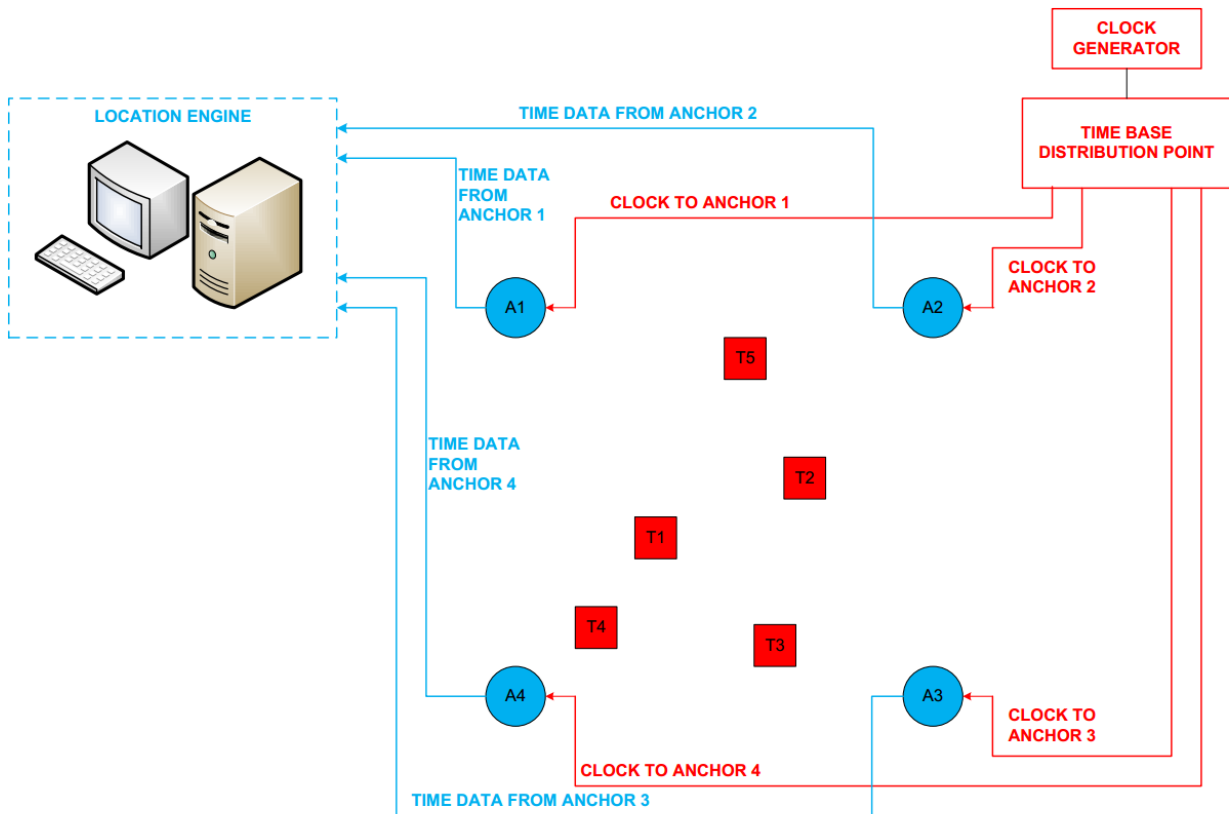 CLOCK
GENERATOR
LOCATION ENGINE
TIME DATA FROM ANCHOR 2
TIME BASE
DISTRIBUTION POINT
TIME DATA
FROM
ANCHOR 1
CLOCK TO ANCHOR 1
CLOCK TO
ANCHOR 2
A1
A2
T5
TIME DATA
FROM
ANCHOR 4
T2
T1
T4
T3
A4
A3
CLOCK TO
ANCHOR 3
CLOCK TO ANCHOR 4
TIME DATA FROM ANCHOR 3